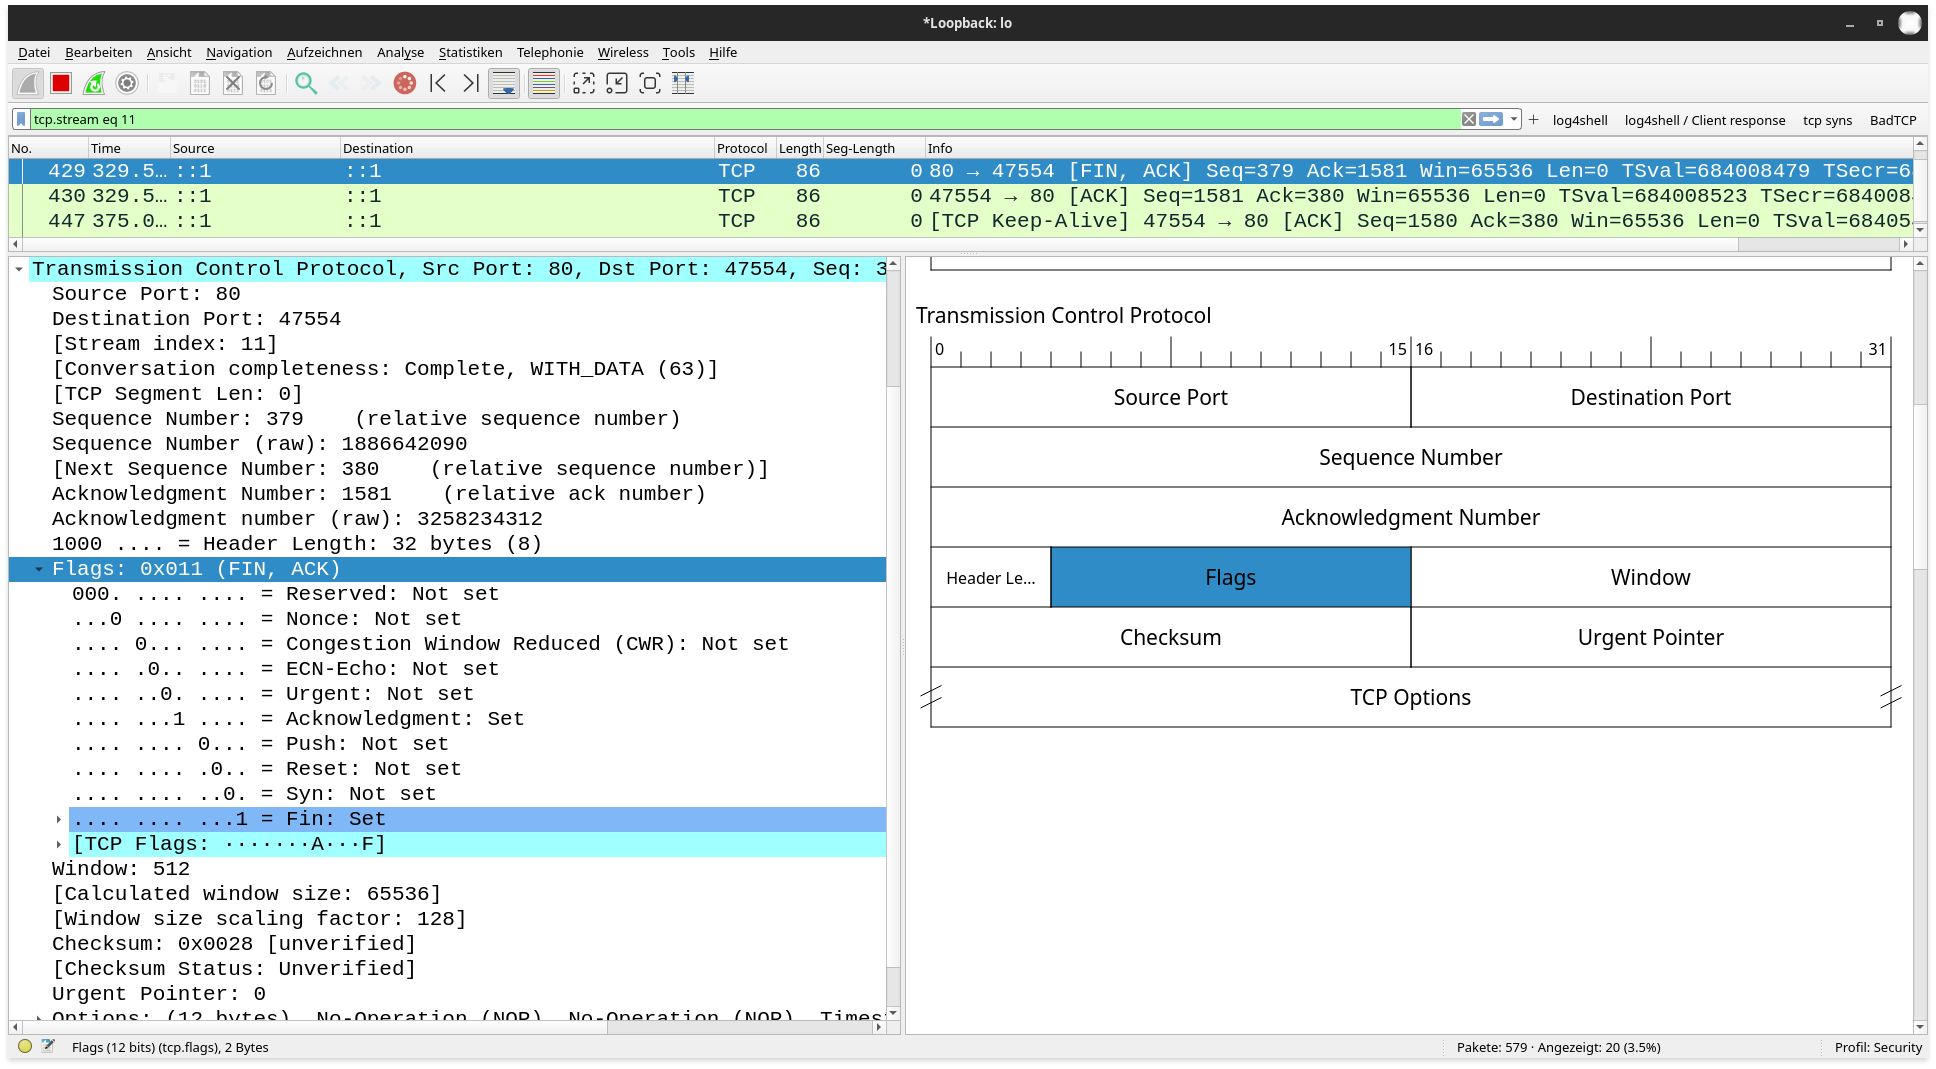 *Loopback: lo
Datei Bearbeiten Ansicht Navigation Aufzeichnen Analyse Statistiken Telephonie Wireless Tools Hilfe
tcp.stream eq 11 + log4shell log4shell / Client response tcp syns BadTCP
No. Time Source Destination Protocol Length Seg-Length Info
429 329.5… ::1 ::1 TCP 86 0 80 → 47554 [FIN, ACK] Seq=379 Ack=1581 Win=65536 Len=0 TSval=684008479 TSecr=6
430 329.5… ::1 ::1 TCP 86 0 47554 → 80 [ACK] Seq=1581 Ack=380 Win=65536 Len=0 TSval=684008523 TSecr=684008
447 375.0… ::1 ::1 TCP 86 0 [TCP Keep-Alive] 47554 → 80 [ACK] Seq=1580 Ack=380 Win=65536 Len=0 TSval=68405
Transmission Control Protocol, Src Port: 80, Dst Port: 47554, Seq: 3
Source Port: 80
Destination Port: 47554
[Stream index: 11]
[Conversation completeness: Complete, WITH_DATA (63)]
[TCP Segment Len: 0]
Sequence Number: 379    (relative sequence number)
Sequence Number (raw): 1886642090
[Next Sequence Number: 380    (relative sequence number)]
Acknowledgment Number: 1581    (relative ack number)
Acknowledgment number (raw): 3258234312
1000 .... = Header Length: 32 bytes (8)
Flags: 0x011 (FIN, ACK)
000. .... .... = Reserved: Not set
...0 .... .... = Nonce: Not set
.... 0... .... = Congestion Window Reduced (CWR): Not set
.... .0.. .... = ECN-Echo: Not set
.... ..0. .... = Urgent: Not set
.... ...1 .... = Acknowledgment: Set
.... .... 0... = Push: Not set
.... .... .0.. = Reset: Not set
.... .... ..0. = Syn: Not set
.... .... ...1 = Fin: Set
[TCP Flags: ·······A···F]
Window: 512
[Calculated window size: 65536]
[Window size scaling factor: 128]
Checksum: 0x0028 [unverified]
[Checksum Status: Unverified]
Urgent Pointer: 0
Options: (12 bytes), No-Operation (NOP), No-Operation (NOP), Times
Transmission Control Protocol
0 15 16 31
Source Port Destination Port
Sequence Number
Acknowledgment Number
Header Le… Flags Window
Checksum Urgent Pointer
TCP Options
Flags (12 bits) (tcp.flags), 2 Bytes Pakete: 579 · Angezeigt: 20 (3.5%) Profil: Security